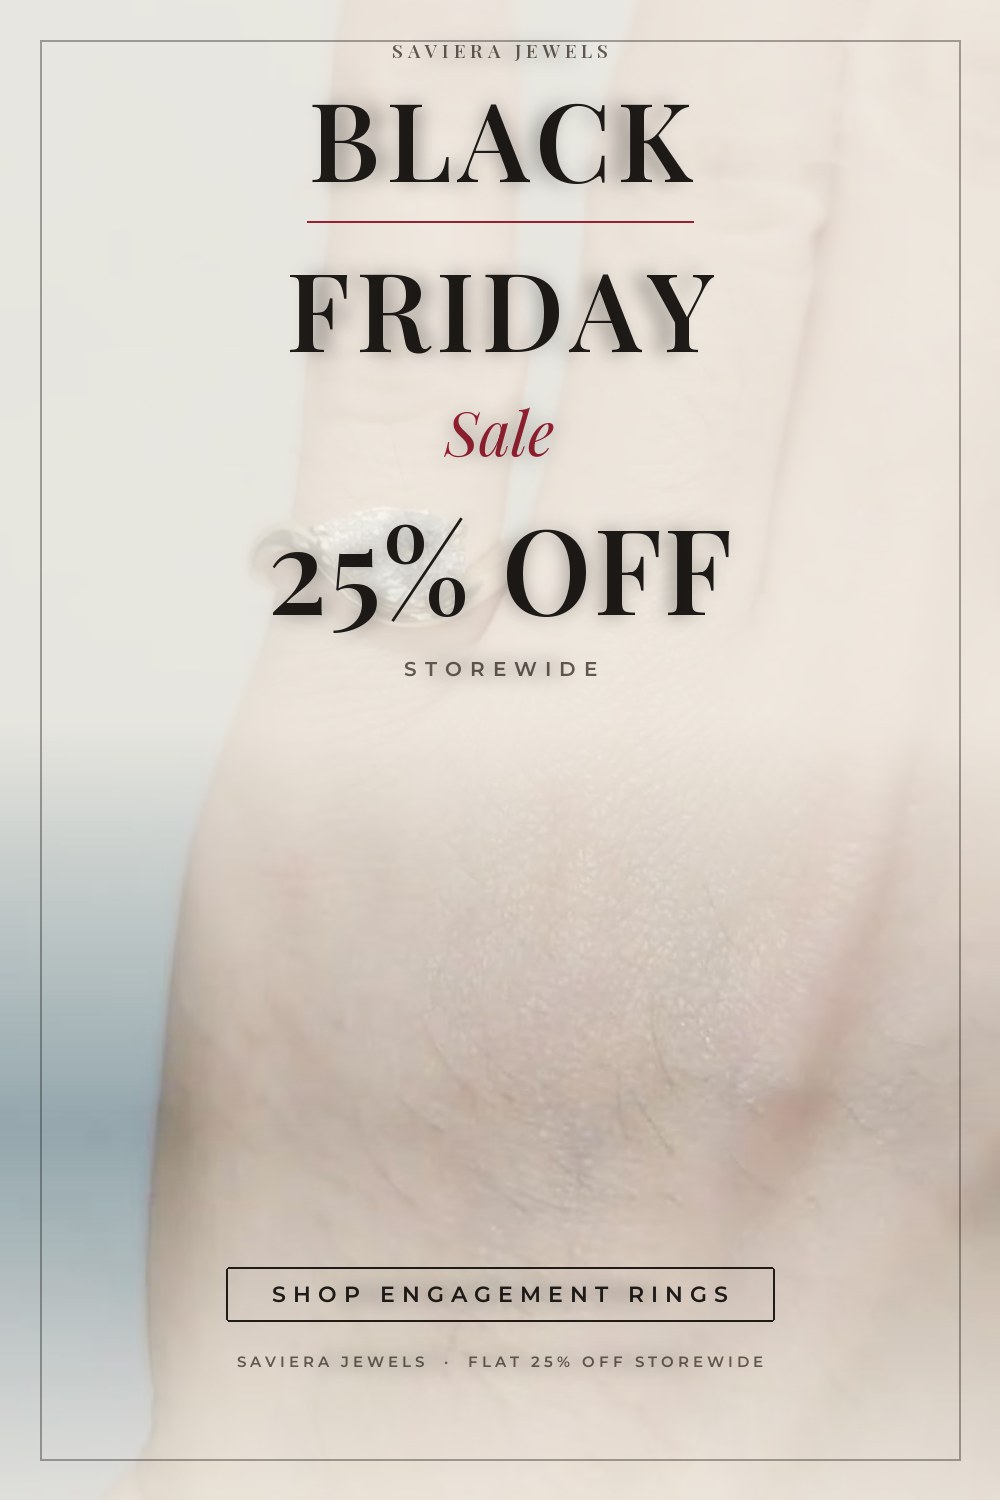 SAVIERA JEWELS
BLACK
FRIDAY
Sale
25% OFF
STOREWIDE
SHOP ENGAGEMENT RINGS
SAVIERA JEWELS · FLAT 25% OFF STOREWIDE